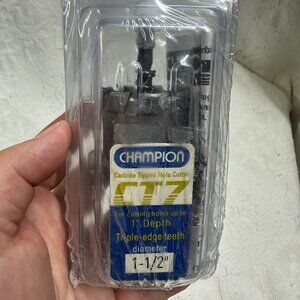 CHAMPION
Carbide Tipped Hole Cutter
CT7
For cutting holes up to
1" Depth
Triple-edge teeth
diameter
1-1/2"